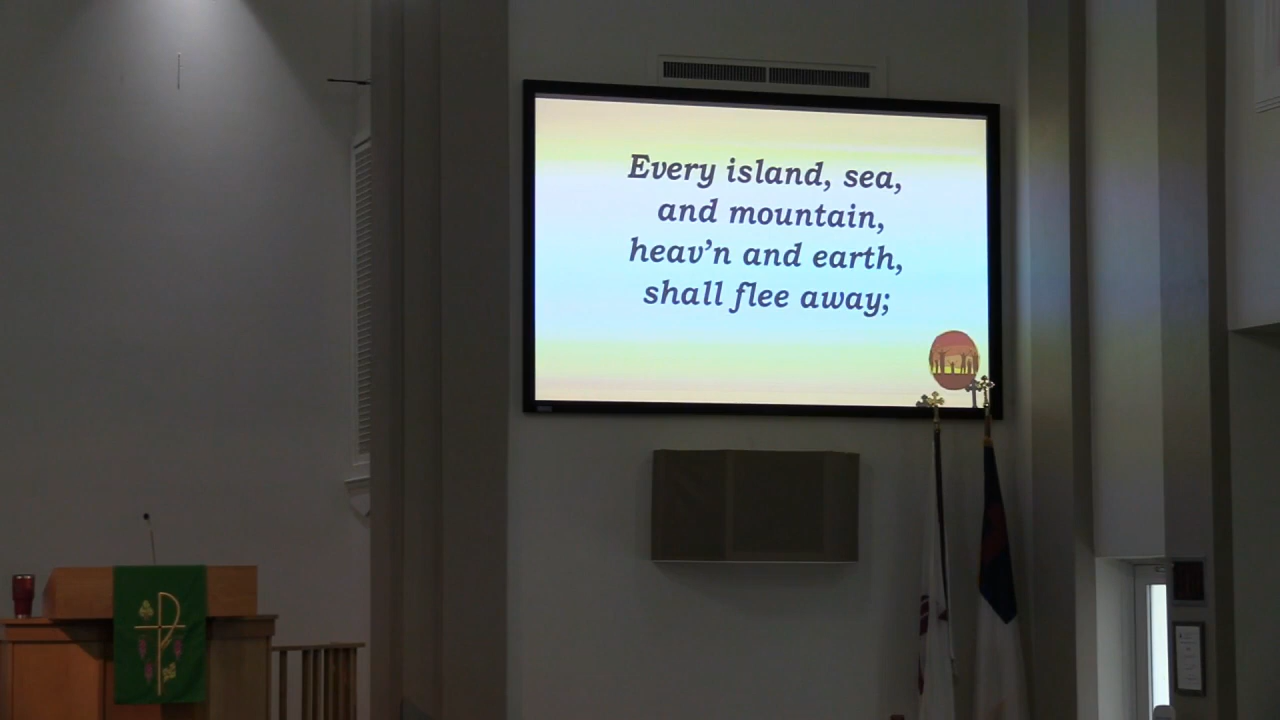 Every island, sea,
and mountain,
heav'n and earth,
shall flee away;